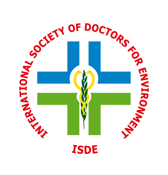 INTERNATIONAL SOCIETY OF DOCTORS FOR ENVIRONMENT
ISDE